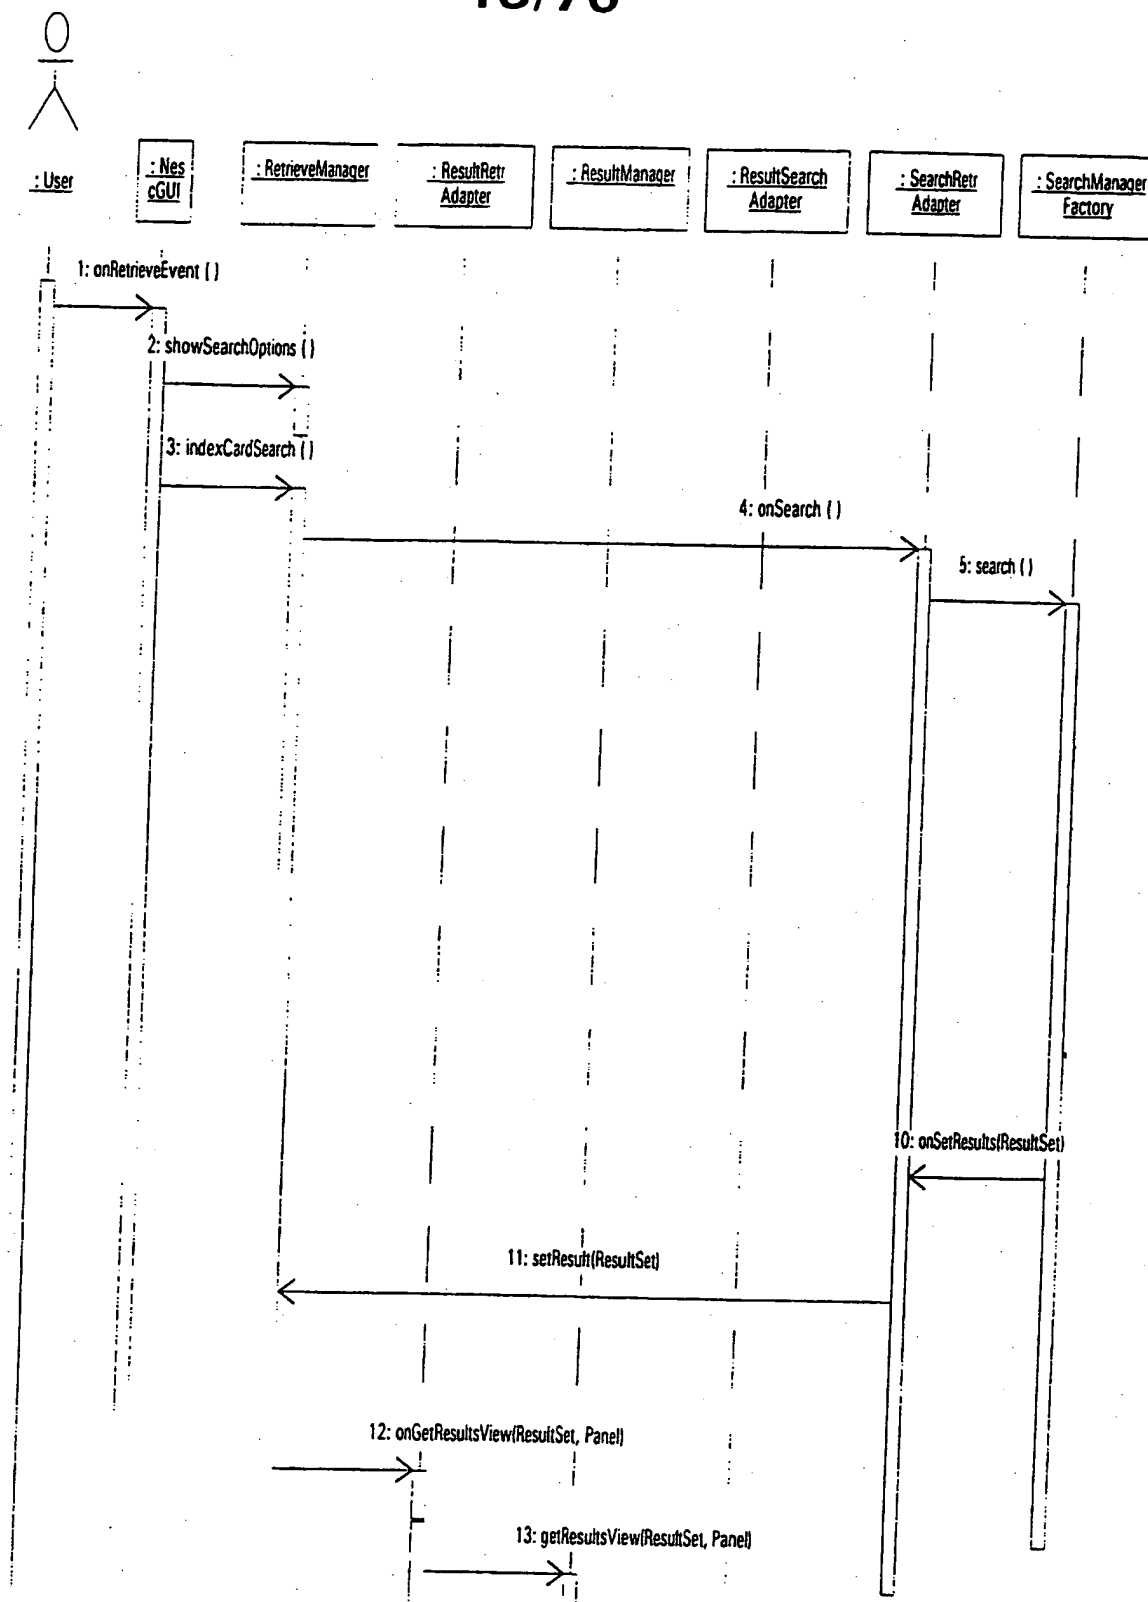 : User
: Nes
cGUI
: RetrieveManager
: ResultRetr
Adapter
: ResultManager
: ResultSearch
Adapter
: SearchRetr
Adapter
: SearchManager
Factory
1: onRetrieveEvent ( )
2: showSearchOptions ( )
3: indexCardSearch ( )
4: onSearch ( )
5: search ( )
10: onSetResults(ResultSet)
11: setResult(ResultSet)
12: onGetResultsView(ResultSet, Panel)
13: getResultsView(ResultSet, Panel)